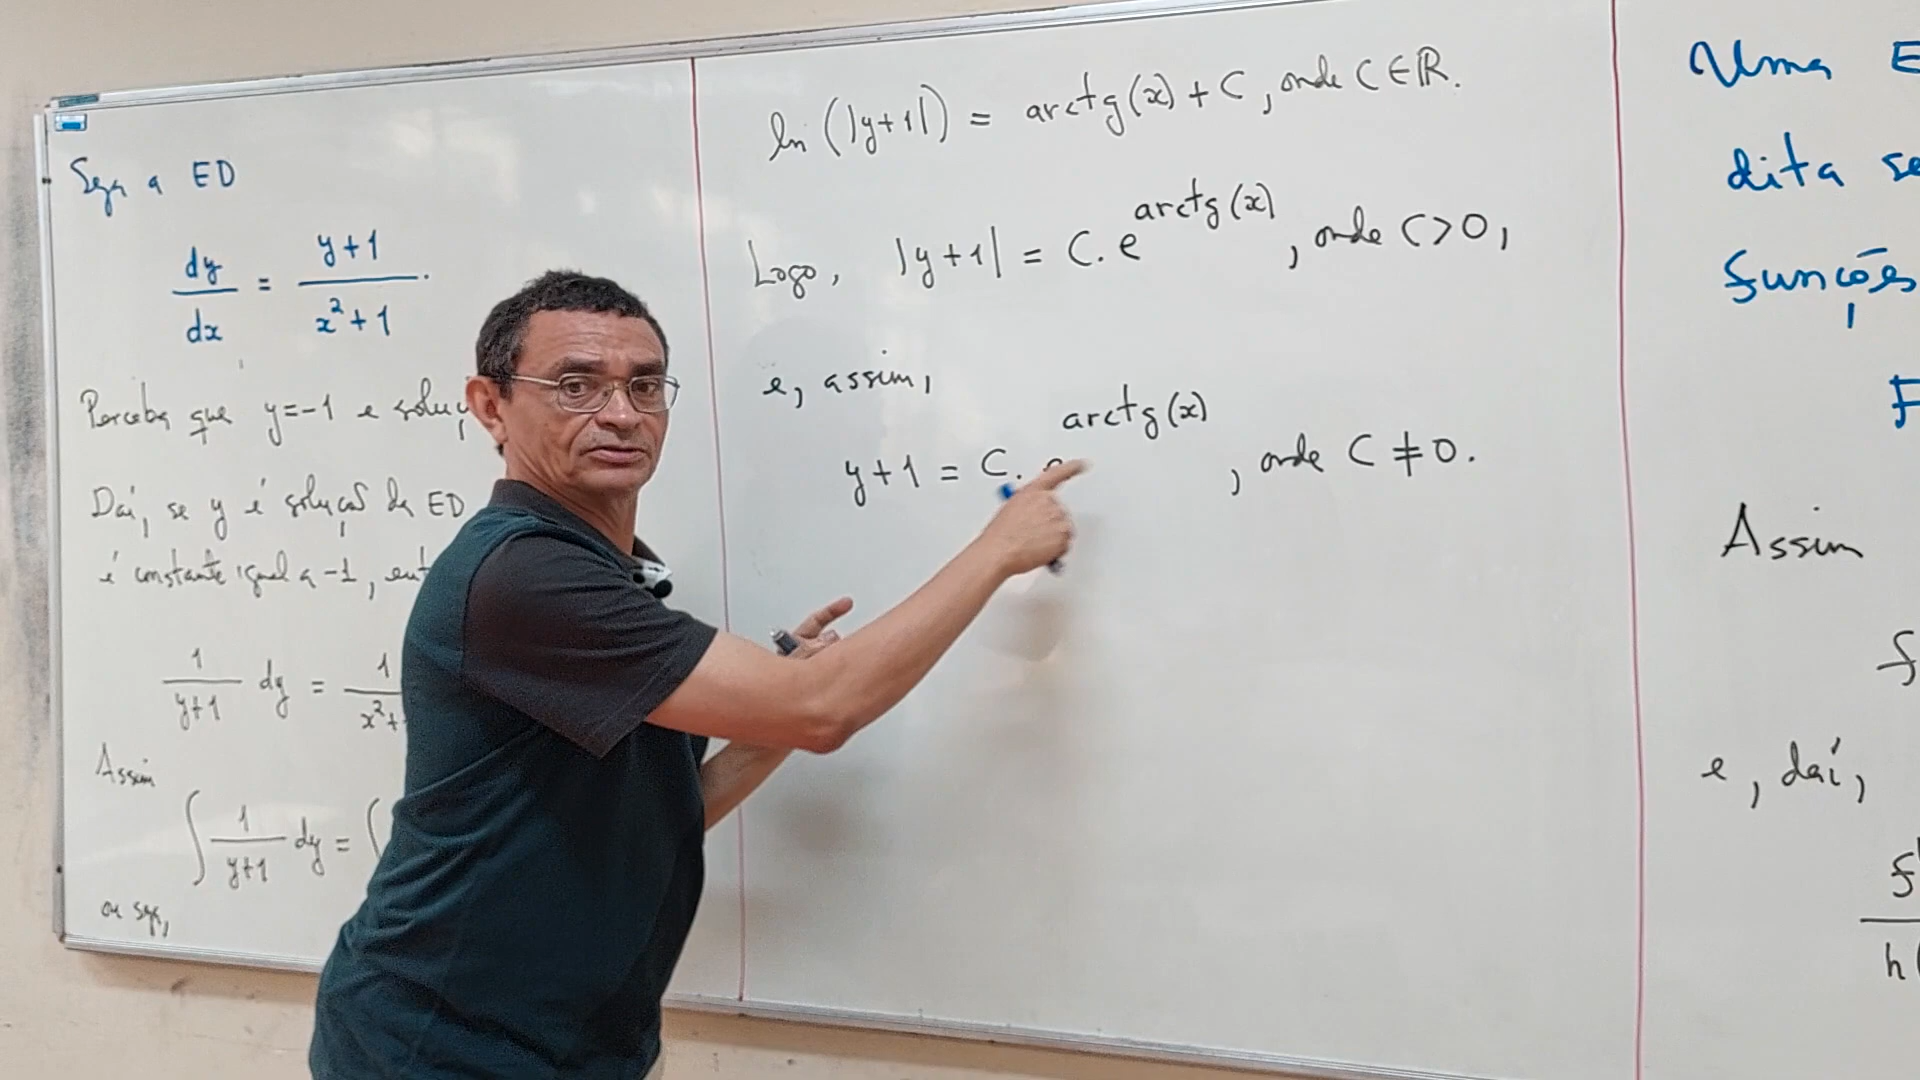 Seja a ED
dy/dx = y+1/x²+1.
Perceba que y=-1 é soluç
Daí, se y é solução da ED
é constante igual a -1, ent
1/y+1 dy = 1/x²+
Assim
∫ 1/y+1 dy = ∫
ou seja,
ln(|y+1|) = arctg(x) + C, onde C∈ℝ.
Logo, |y+1| = C. e^arctg(x), onde C>0,
e, assim,
y+1 = C. e^arctg(x), onde C≠0.
Uma E
dita se
funções
F
Assim
f
e, daí,
f'
h(